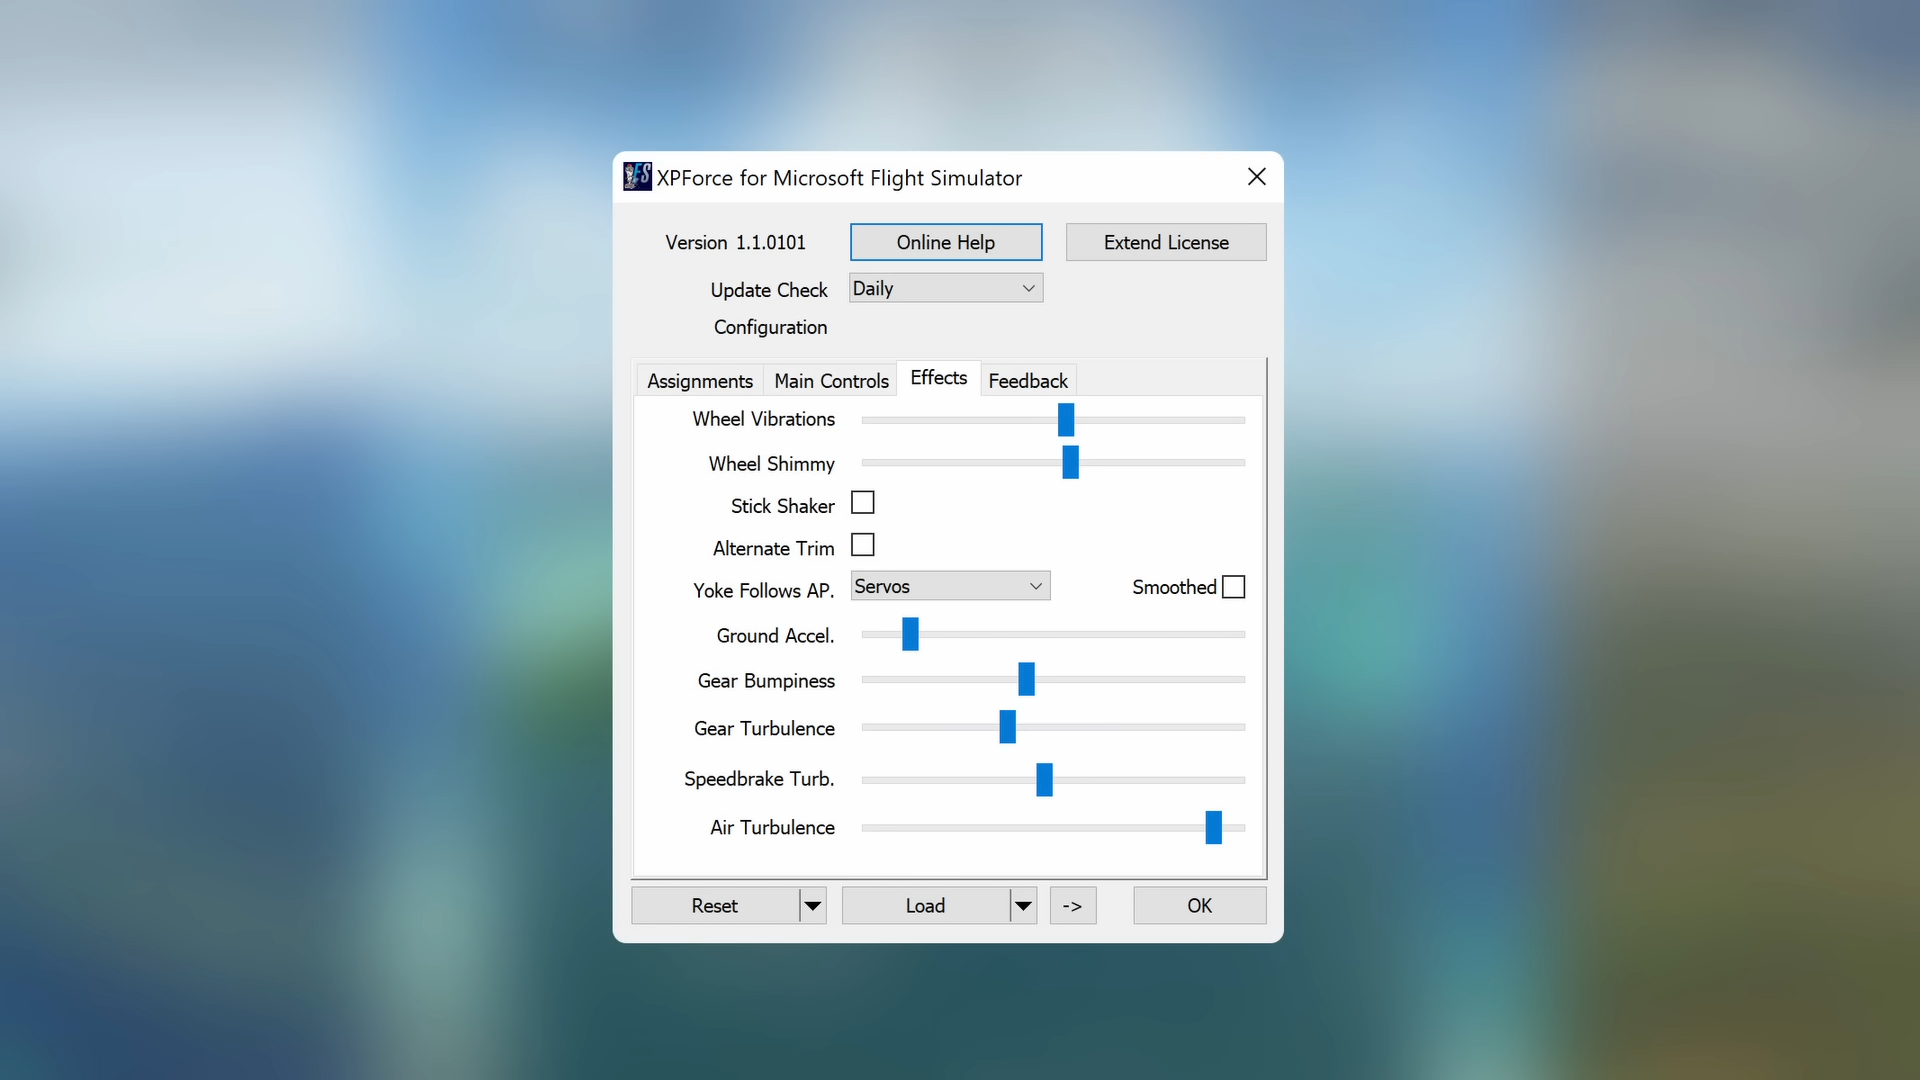 XPForce for Microsoft Flight Simulator
Version 1.1.0101
Online Help
Extend License
Update Check
Daily
Configuration
Assignments
Main Controls
Effects
Feedback
Wheel Vibrations
Wheel Shimmy
Stick Shaker
Alternate Trim
Yoke Follows AP.
Servos
Smoothed
Ground Accel.
Gear Bumpiness
Gear Turbulence
Speedbrake Turb.
Air Turbulence
Reset
Load
->
OK